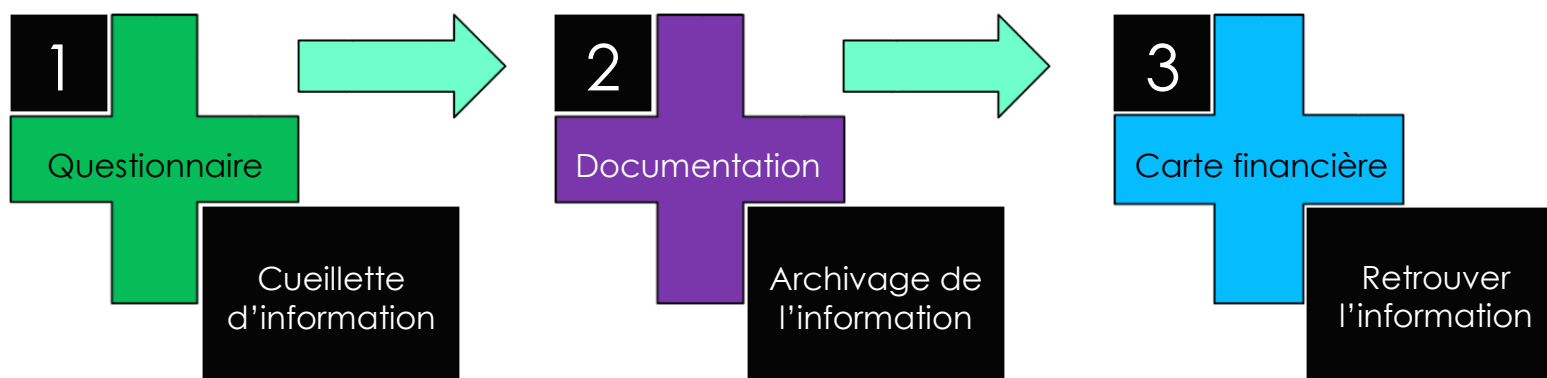 1
Questionnaire
Cueillette
d’information
2
Documentation
Archivage de
l’information
3
Carte financière
Retrouver
l’information